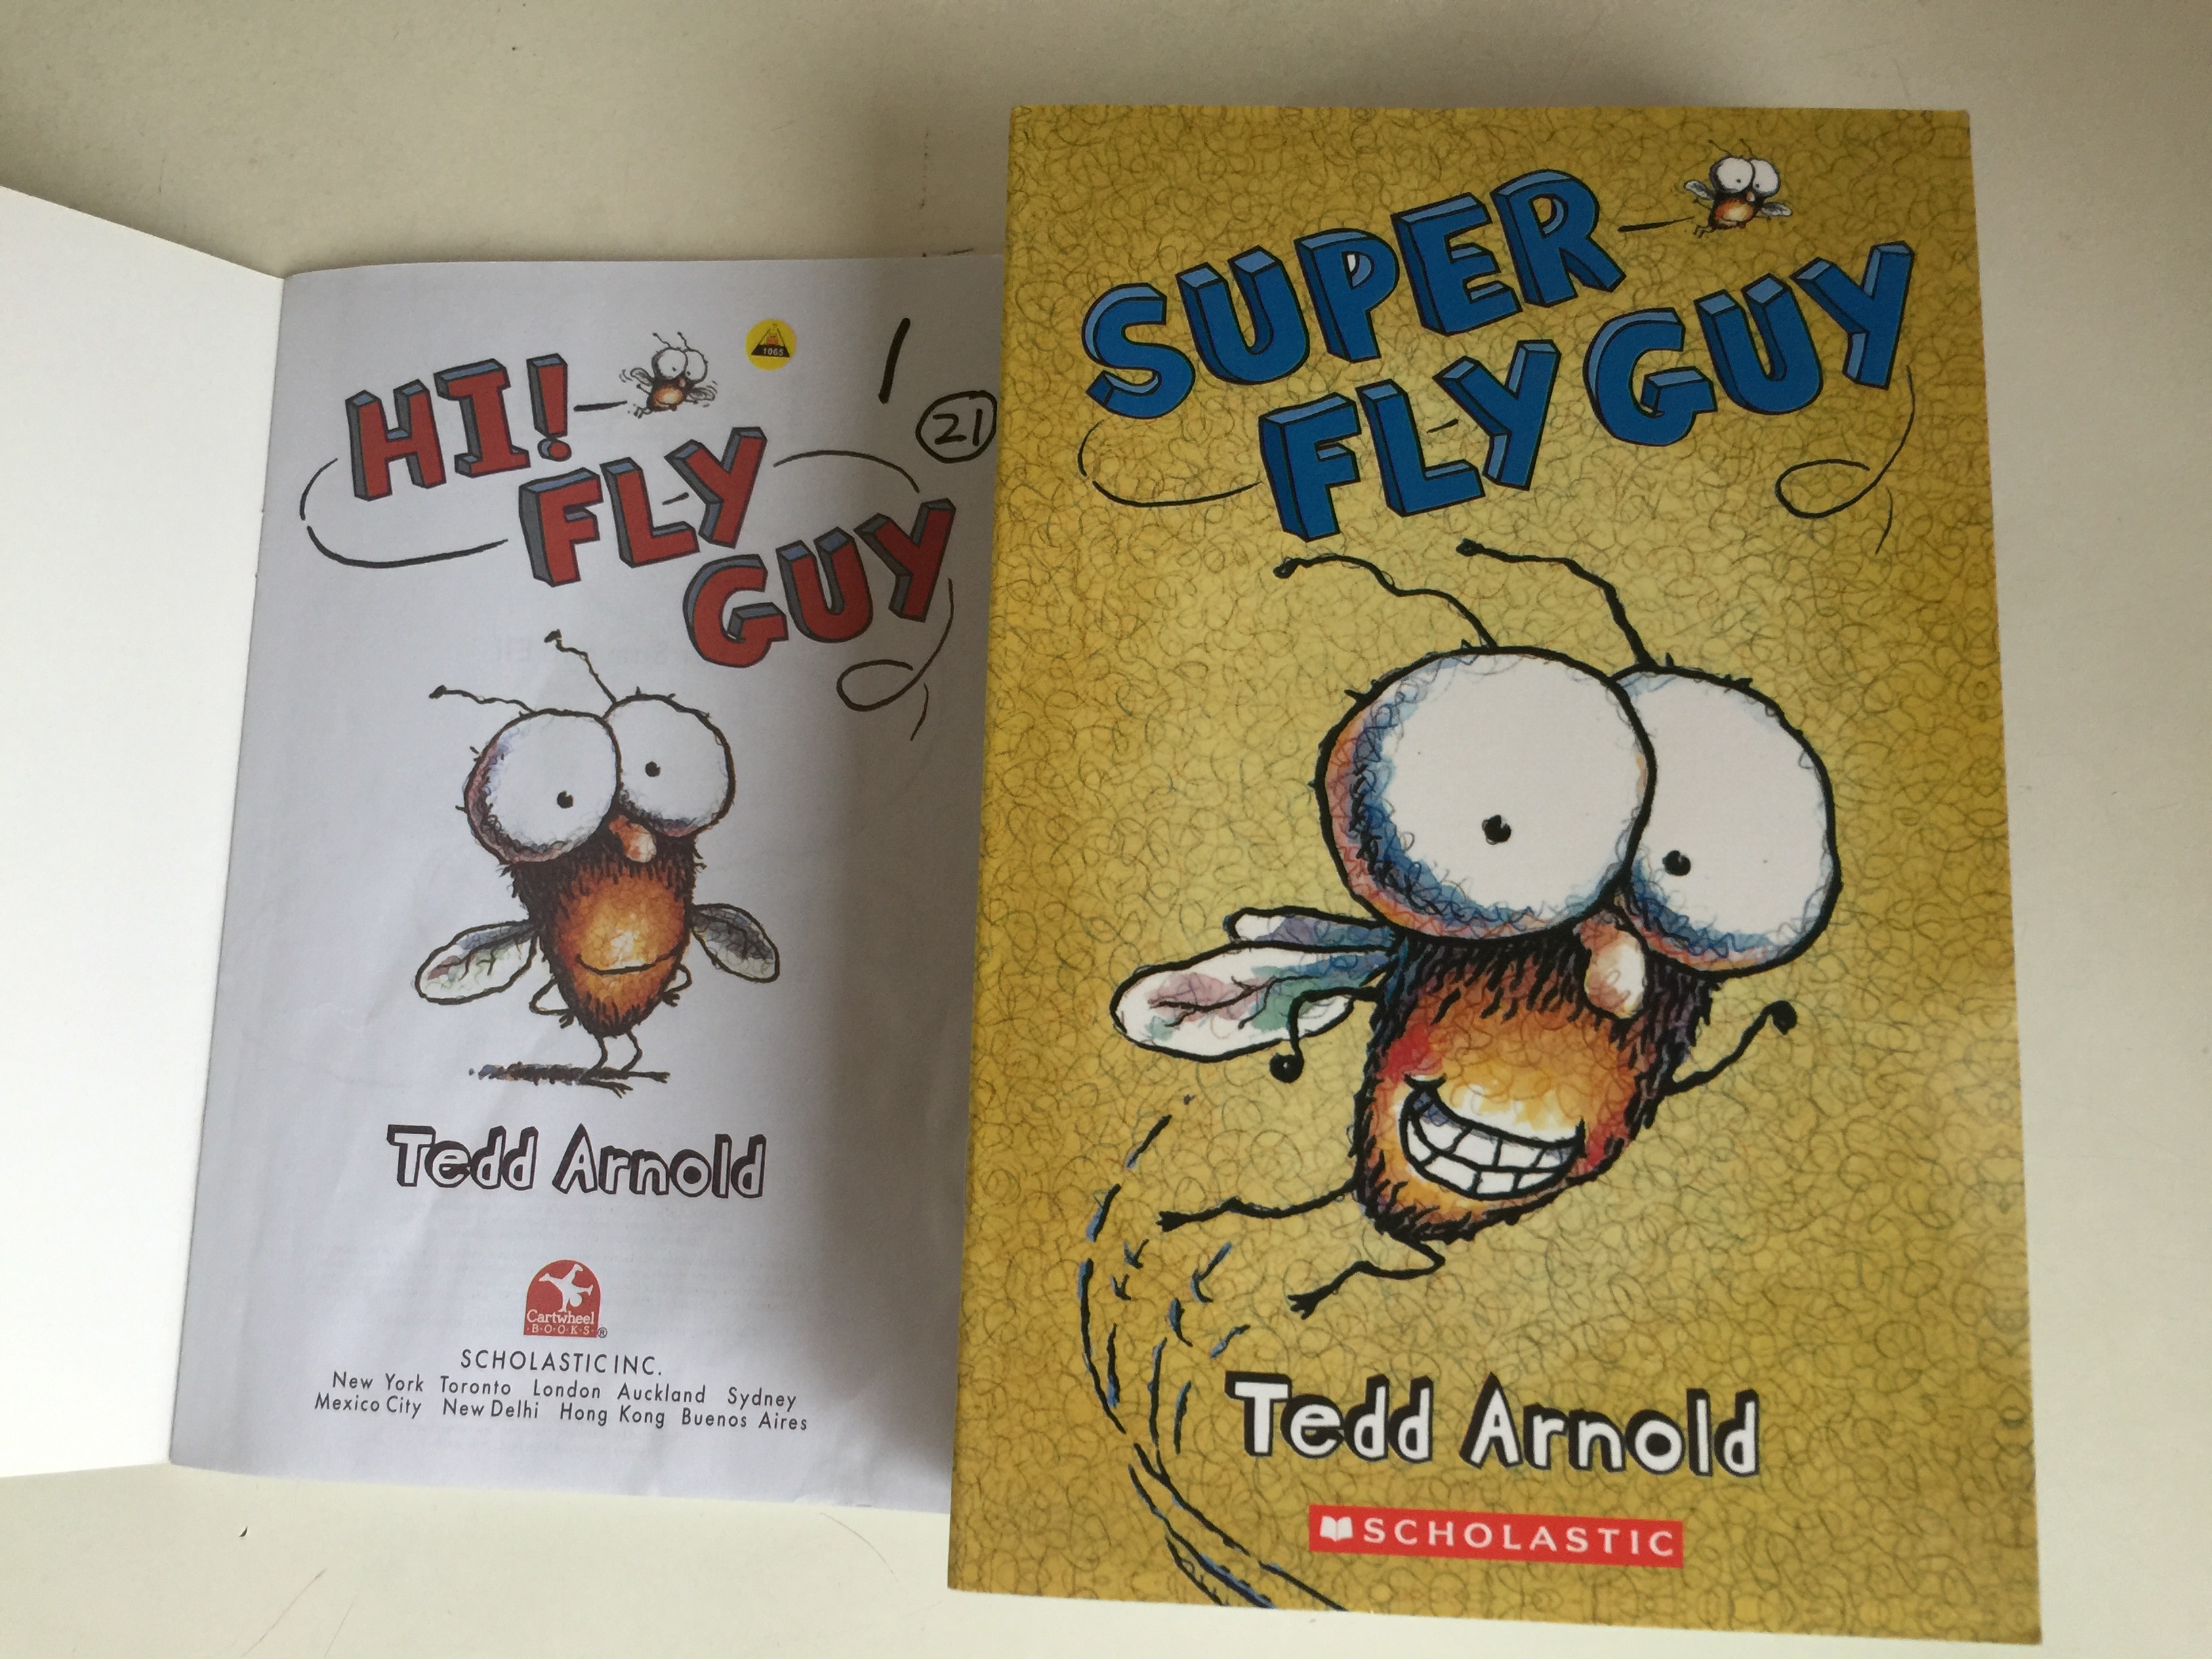 HI!
FLY
GUY
1065
1
21
Tedd Arnold
Cartwheel
·B·O·O·K·S·®
SCHOLASTIC INC.
New York Toronto London Auckland Sydney
Mexico City New Delhi Hong Kong Buenos Aires
SUPER
FLY GUY
Tedd Arnold
SCHOLASTIC